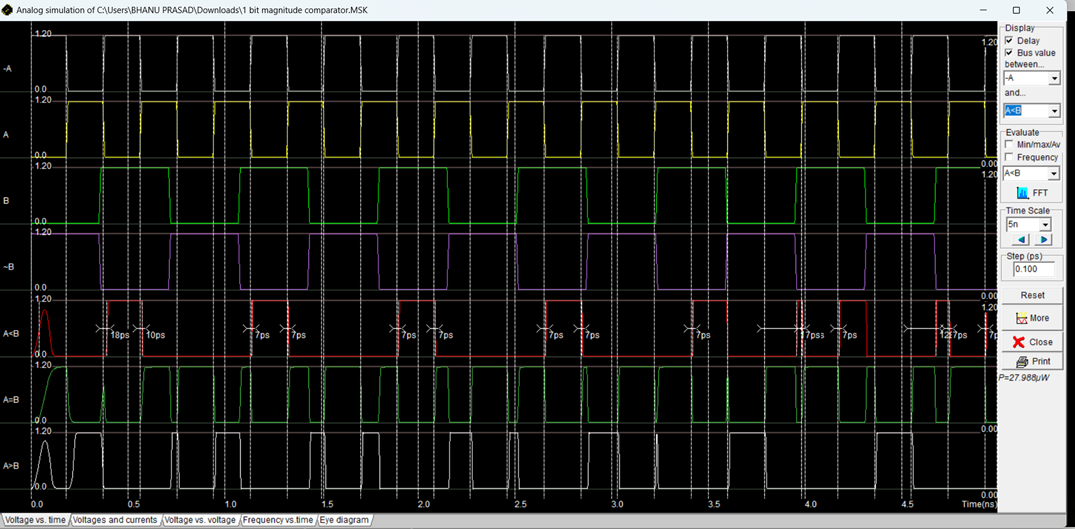 Analog simulation of C:\Users\BHANU PRASAD\Downloads\1 bit magnitude comparator.MSK
Display
Delay
Bus value
between...
-A
and...
A<B
Evaluate
Min/max/Av
Frequency
A<B
FFT
Time Scale
5n
Step (ps)
0.100
Reset
More
Close
Print
P=27.988µW
1.20
1.20
-A
0.0
1.20
A
0.0
0.00
1.20
1.20
B
0.0
1.20
~B
0.0
0.00
1.20
1.20
A<B
18ps
10ps
7ps
7ps
7ps
7ps
7ps
7ps
7ps
7ps
7ps
0.0
1.20
A=B
0.0
0.00
1.20
A>B
0.0
0.00
0.0
0.5
1.0
1.5
2.0
2.5
3.0
3.5
4.0
4.5
Time(ns)
Voltage vs. time
Voltages and currents
Voltage vs. voltage
Frequency vs.time
Eye diagram